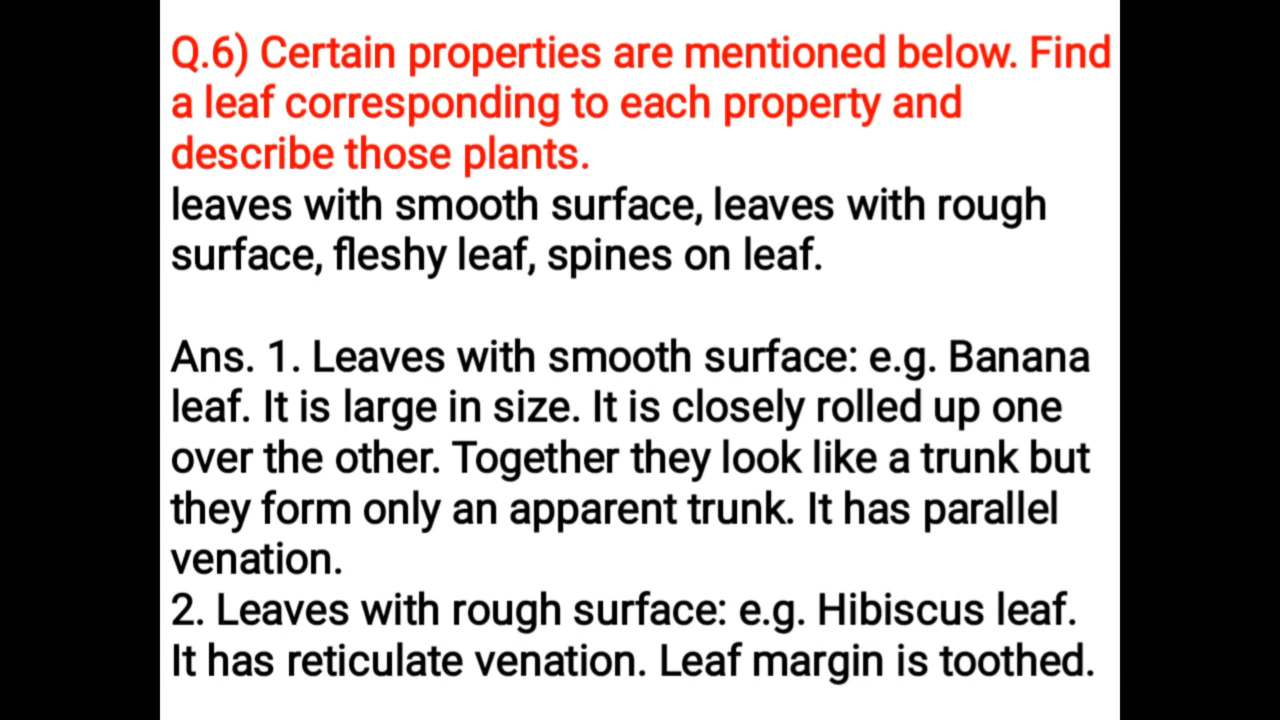 Q.6) Certain properties are mentioned below. Find
a leaf corresponding to each property and
describe those plants.
leaves with smooth surface, leaves with rough
surface, fleshy leaf, spines on leaf.
Ans. 1. Leaves with smooth surface: e.g. Banana
leaf. It is large in size. It is closely rolled up one
over the other. Together they look like a trunk but
they form only an apparent trunk. It has parallel
venation.
2. Leaves with rough surface: e.g. Hibiscus leaf.
It has reticulate venation. Leaf margin is toothed.